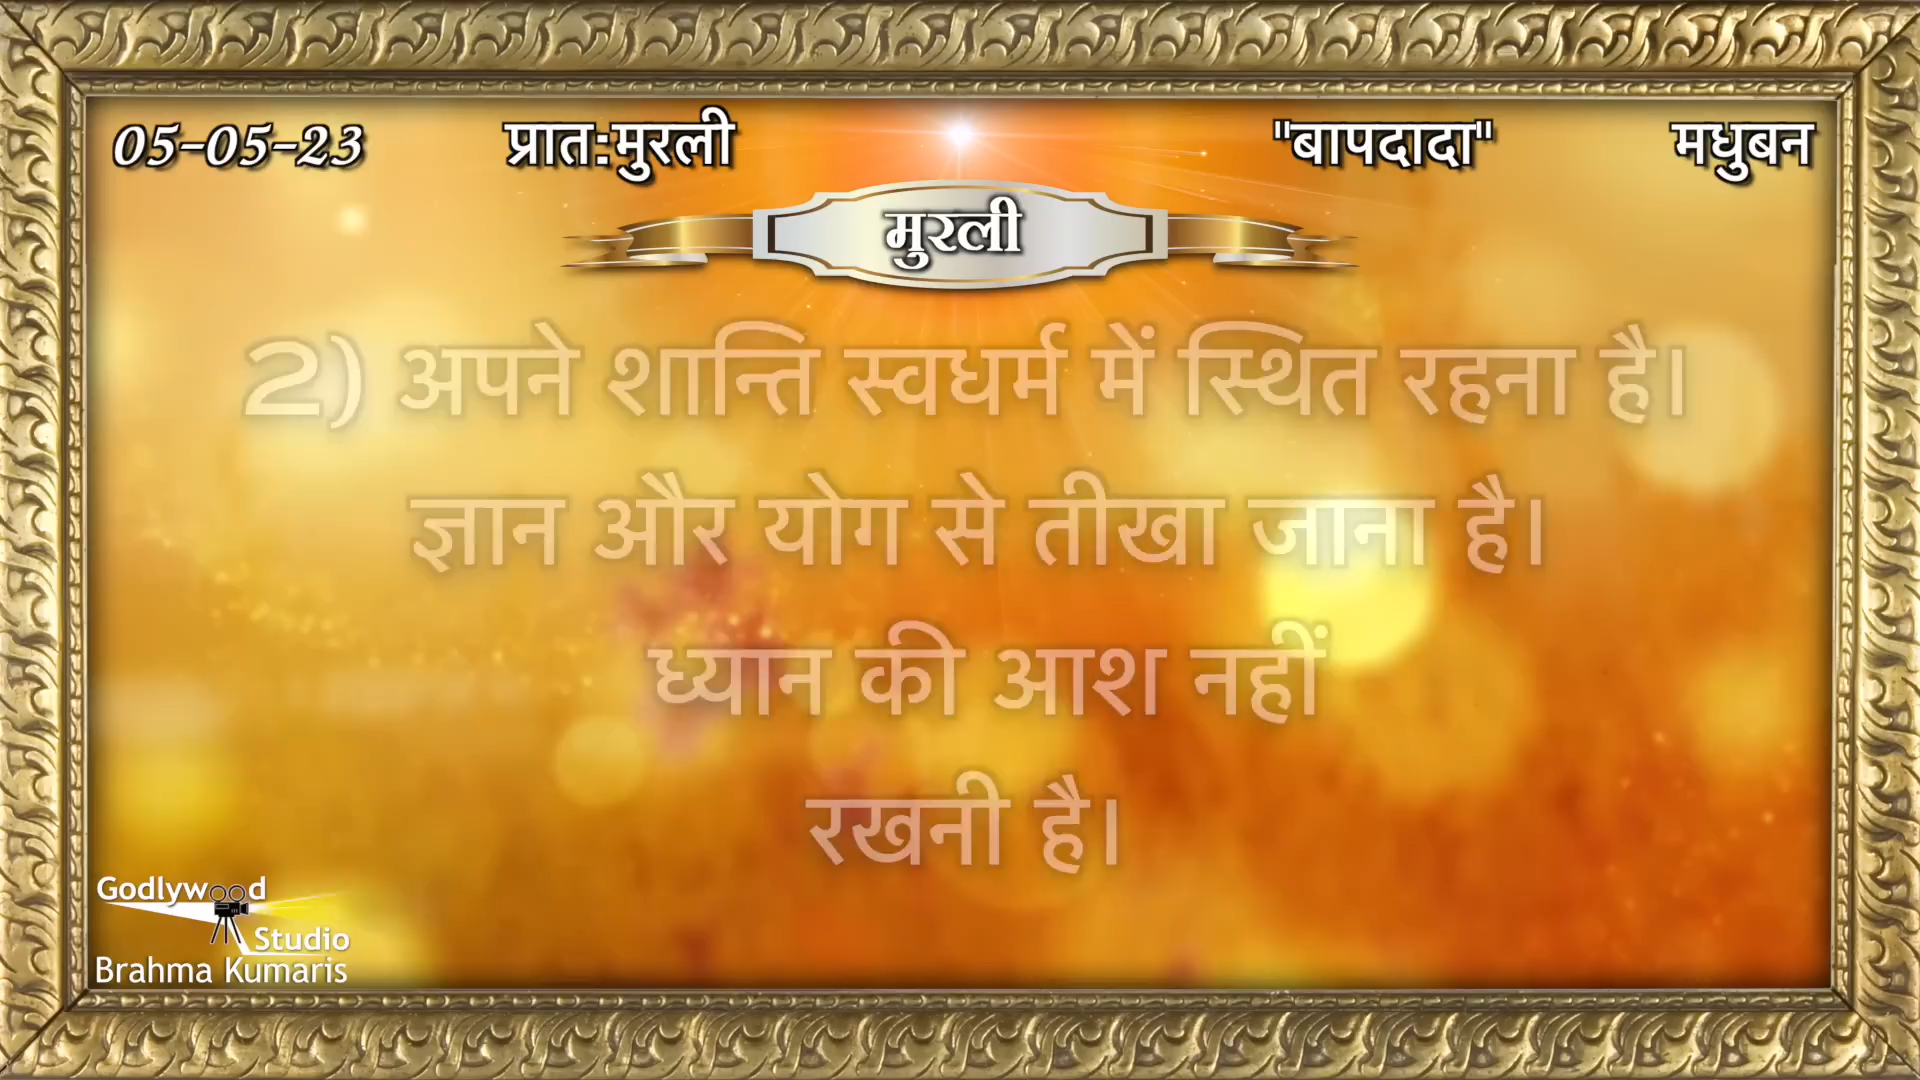 05-05-23 प्रात:मुरली "बापदादा" मधुबन
मुरली
2) अपने शान्ति स्वधर्म में स्थित रहना है।
ज्ञान और योग से तीखा जाना है।
ध्यान की आश नहीं
रखनी है।
Godlywood
Studio
Brahma Kumaris